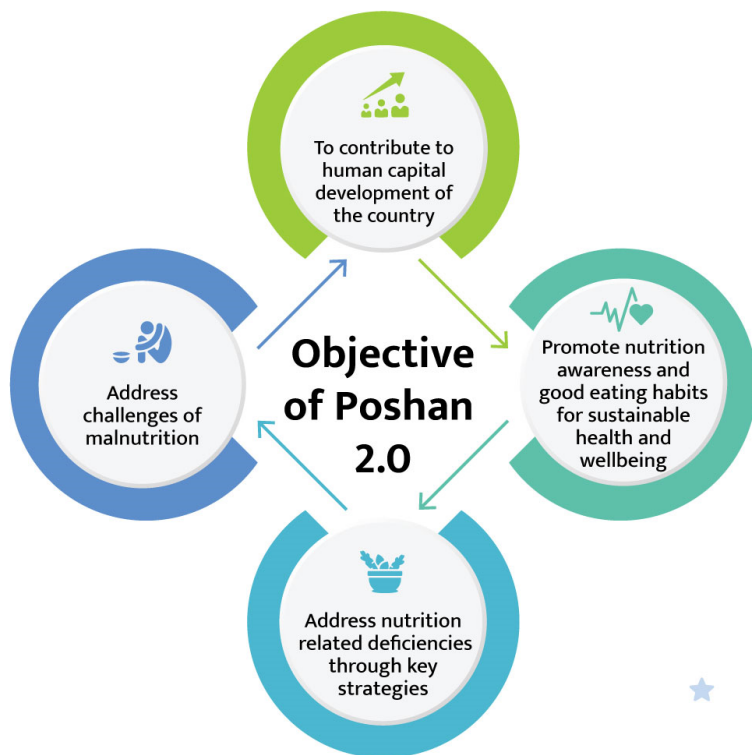 To contribute to
human capital
development of
the country
Objective
of Poshan
2.0
Promote nutrition
awareness and
good eating habits
for sustainable
health and
wellbeing
Address nutrition
related deficiencies
through key
strategies
Address
challenges of
malnutrition